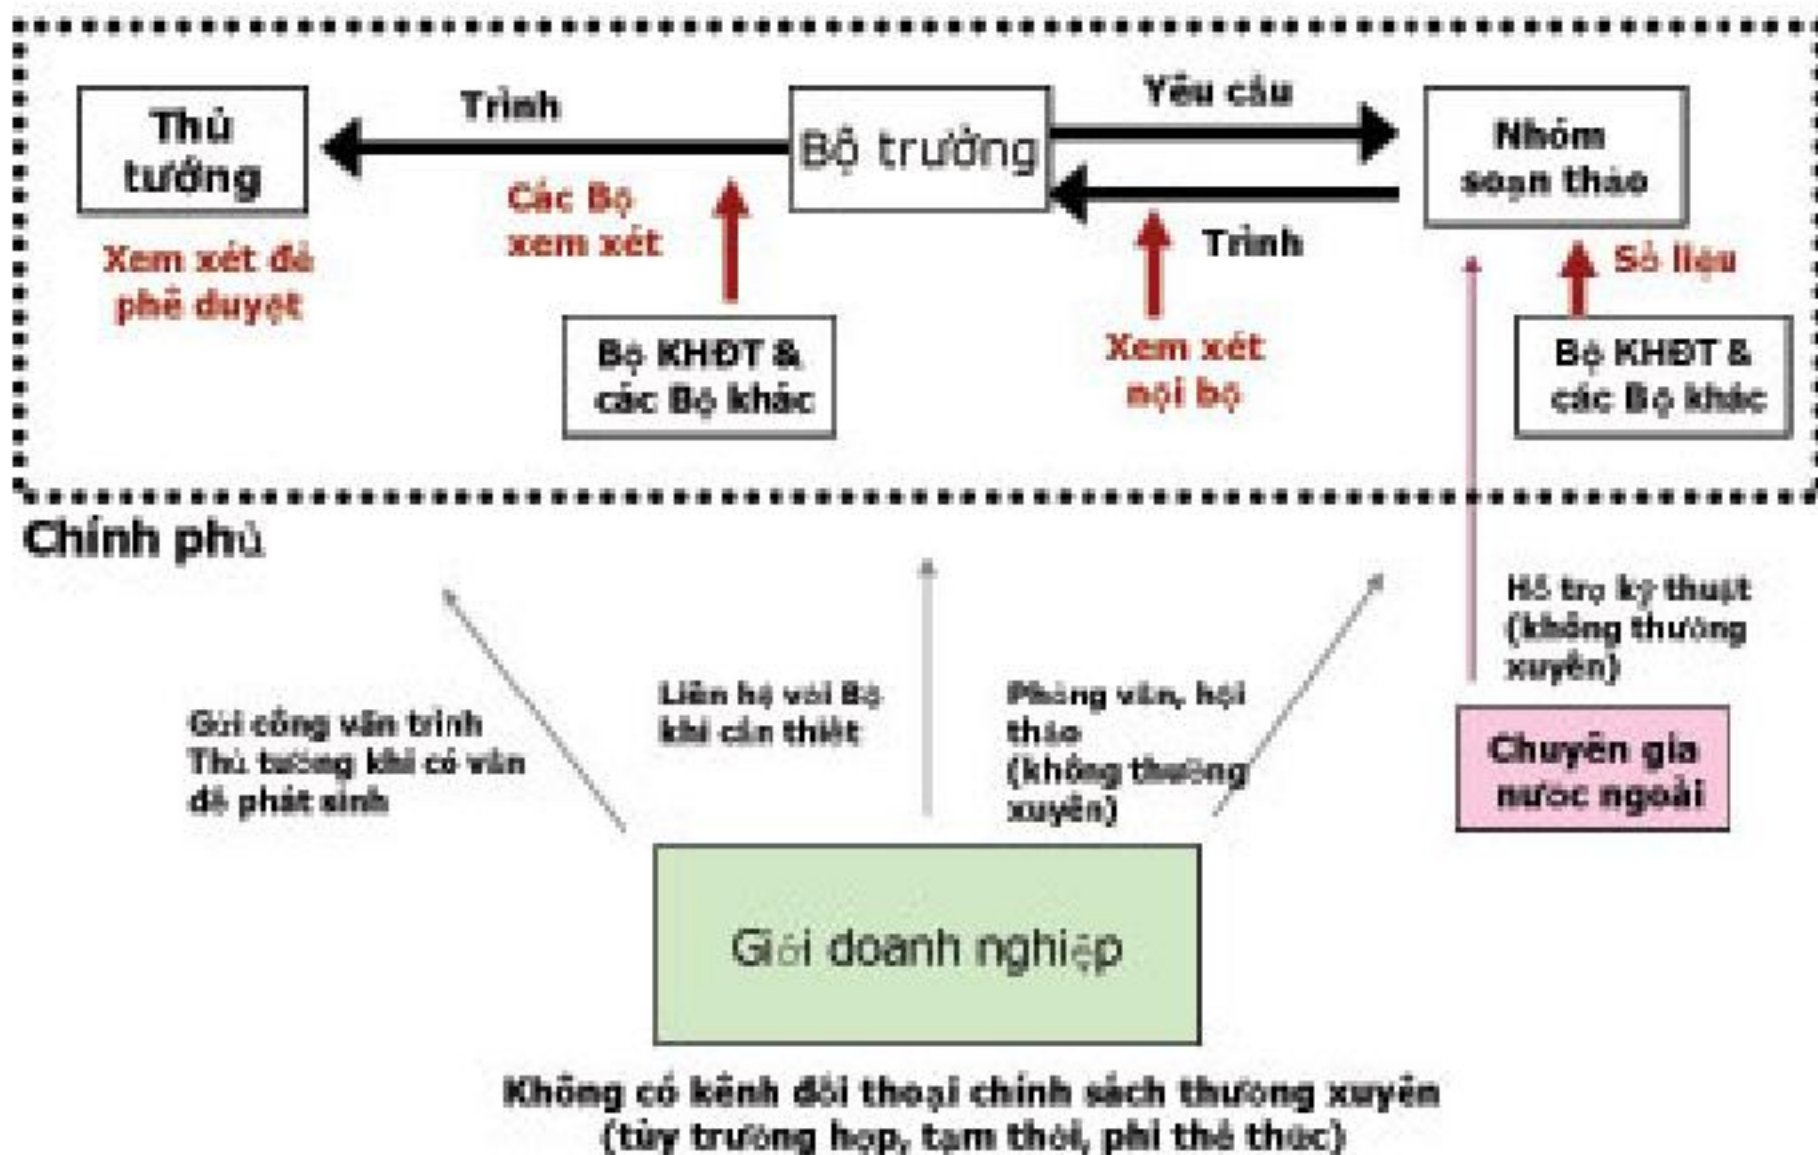 Thủ
tướng
Trình
Bộ trưởng
Yêu cầu
Nhóm
soạn thảo
Các Bộ
xem xét
Trình
Xem xét để
phê duyệt
Số liệu
Bộ KHĐT &
các Bộ khác
Xem xét
nội bộ
Bộ KHĐT &
các Bộ khác
Chính phủ
Hỗ trợ kỹ thuật
(không thường
xuyên)
Gửi công văn trình
Thủ tướng khi có vấn
đề phát sinh
Liên hệ với Bộ
khi cần thiết
Phỏng vấn, hội
thảo
(không thường
xuyên)
Chuyên gia
nước ngoài
Giới doanh nghiệp
Không có kênh đối thoại chính sách thường xuyên
(tùy trường hợp, tạm thời, phi thể thức)